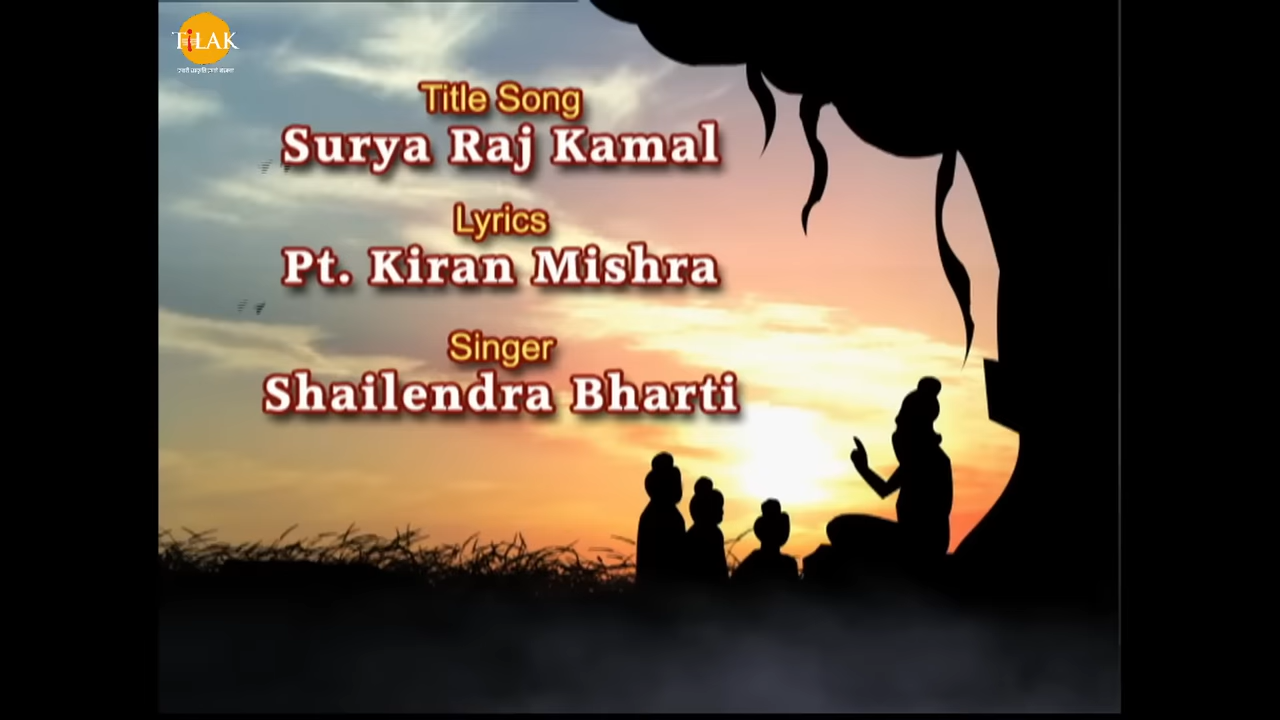 TiLAK
Title Song
Surya Raj Kamal
Lyrics
Pt. Kiran Mishra
Singer
Shailendra Bharti